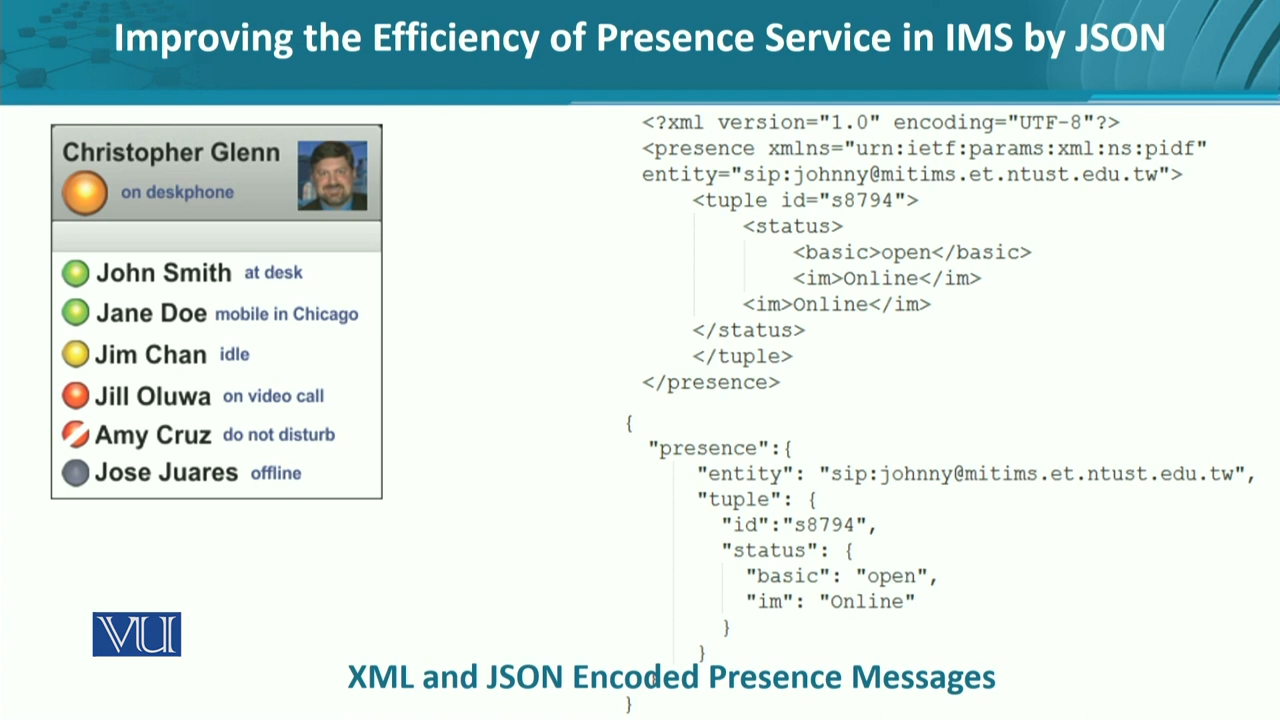 Improving the Efficiency of Presence Service in IMS by JSON
Christopher Glenn
on deskphone
John Smith at desk
Jane Doe mobile in Chicago
Jim Chan idle
Jill Oluwa on video call
Amy Cruz do not disturb
Jose Juares offline
<?xml version="1.0" encoding="UTF-8"?>
<presence xmlns="urn:ietf:params:xml:ns:pidf"
entity="sip:johnny@mitims.et.ntust.edu.tw">
<tuple id="s8794">
<status>
<basic>open</basic>
<im>Online</im>
<im>Online</im>
</status>
</tuple>
</presence>
{
"presence":{
"entity": "sip:johnny@mitims.et.ntust.edu.tw",
"tuple": {
"id":"s8794",
"status": {
"basic": "open",
"im": "Online"
}
}
}
}
VU
XML and JSON Encoded Presence Messages